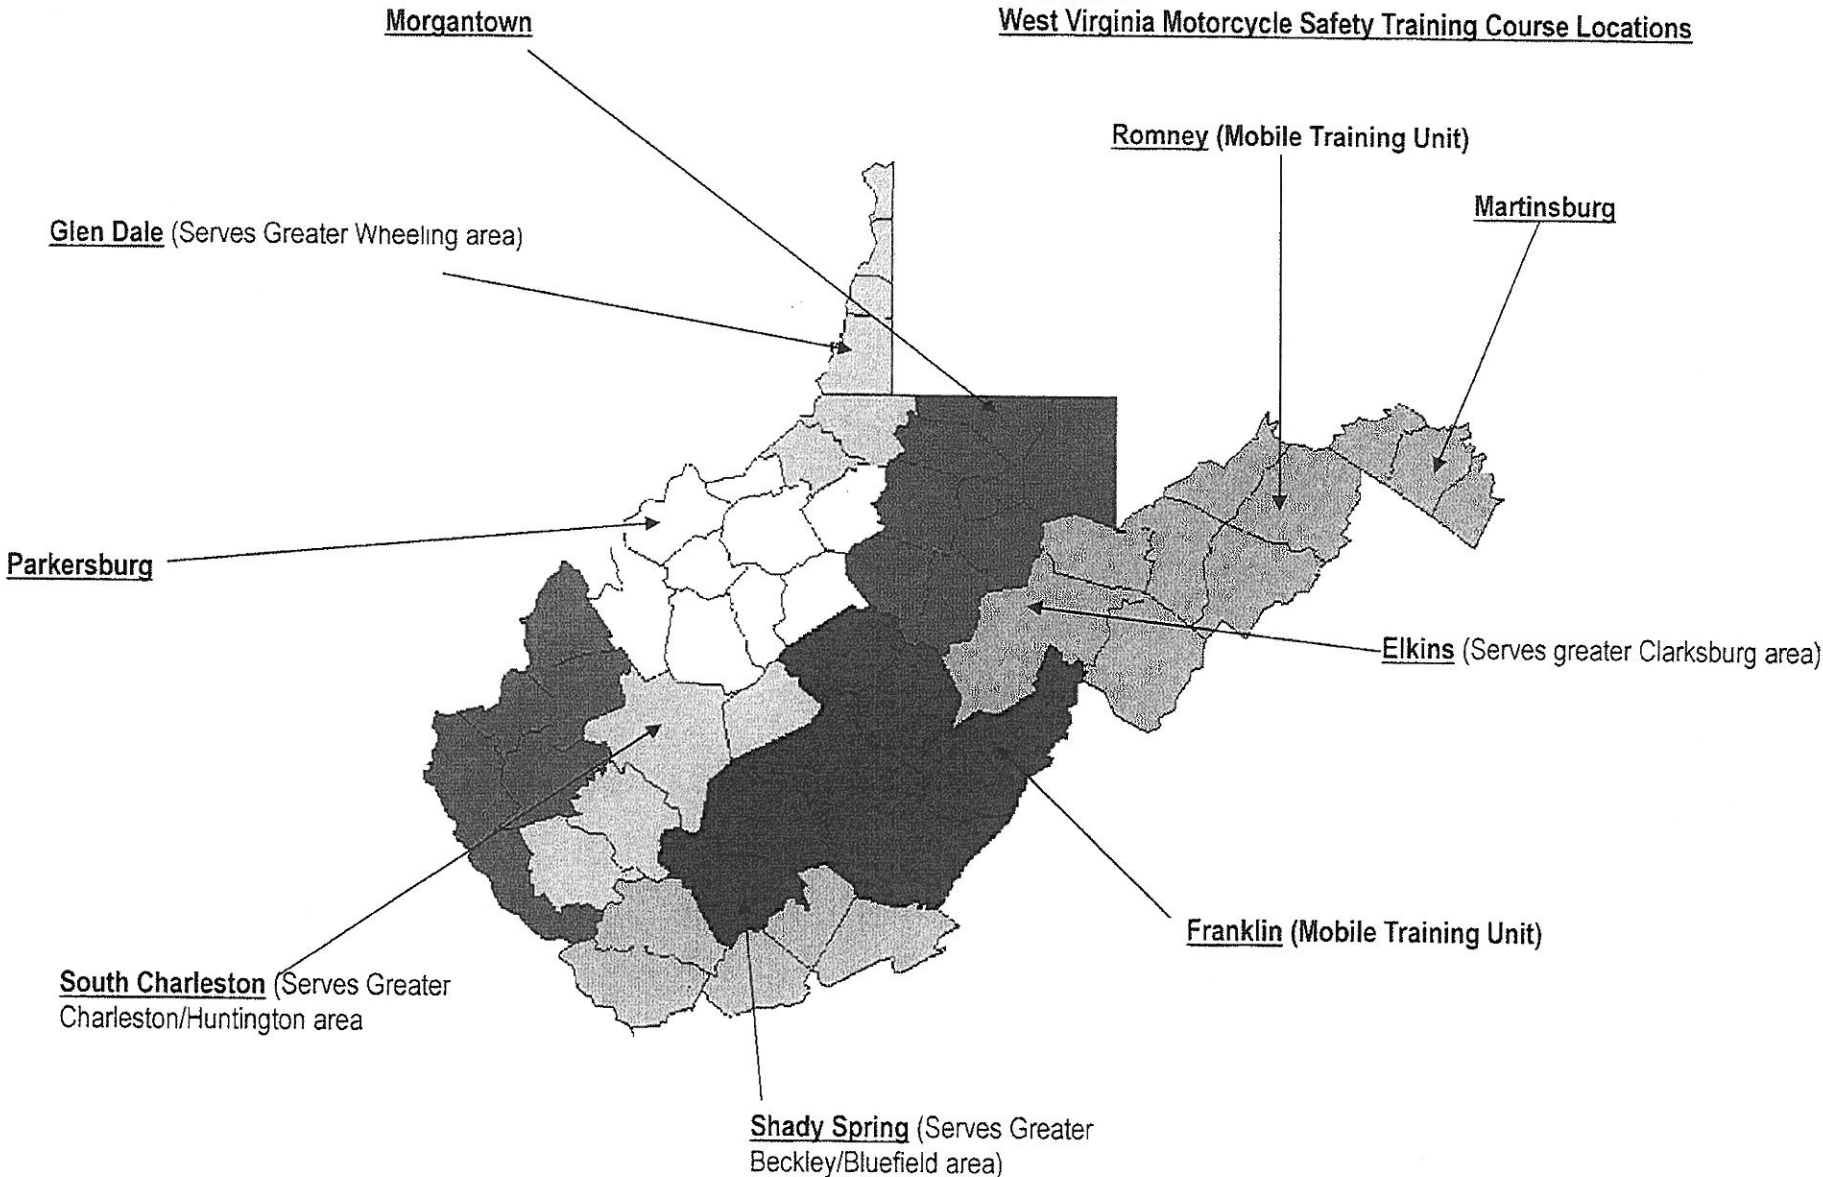 Morgantown
West Virginia Motorcycle Safety Training Course Locations
Romney (Mobile Training Unit)
Martinsburg
Glen Dale (Serves Greater Wheeling area)
Parkersburg
Elkins (Serves greater Clarksburg area)
Franklin (Mobile Training Unit)
South Charleston (Serves Greater
Charleston/Huntington area
Shady Spring (Serves Greater
Beckley/Bluefield area)